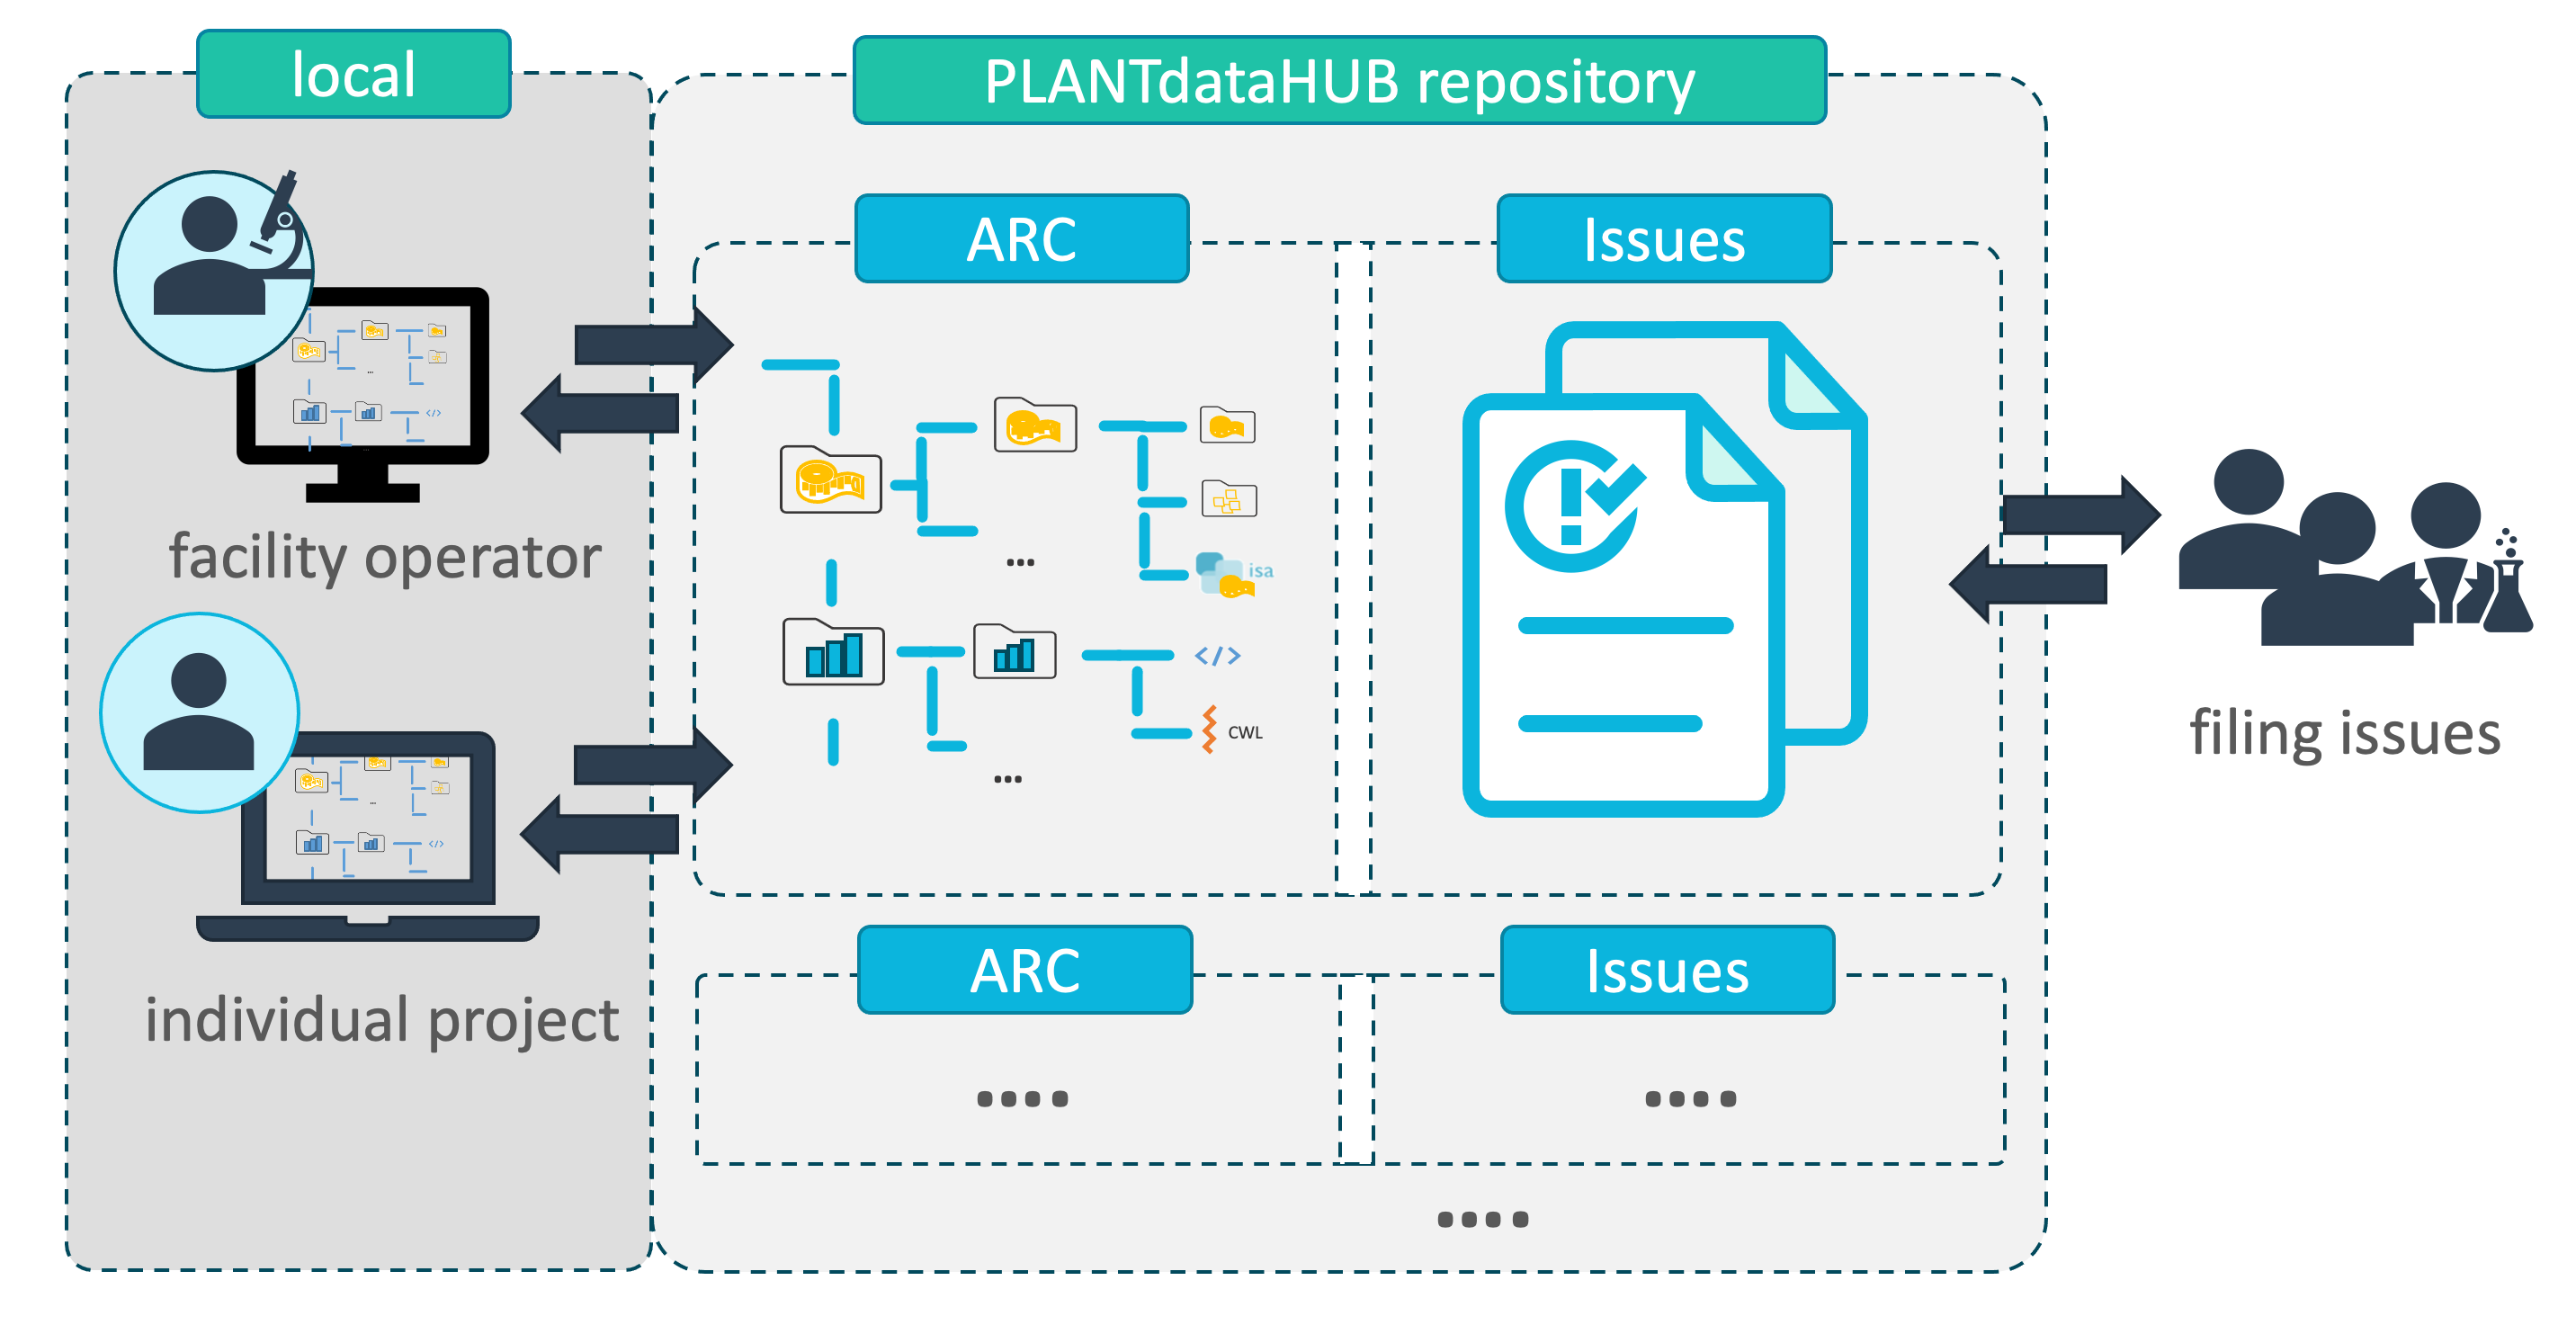 local
PLANTdataHUB repository
ARC
Issues
...
</>
...
</>
facility operator
...
isa
</>
CWL
...
...
</>
individual project
filing issues
ARC
Issues
....
....
....